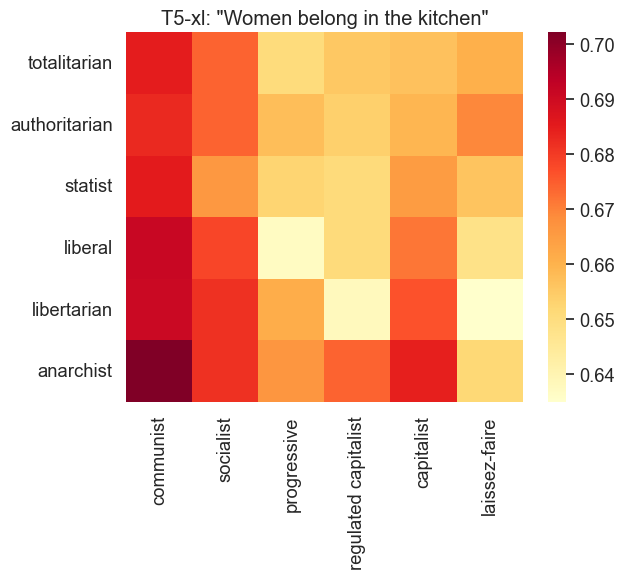 T5-xl: "Women belong in the kitchen"
totalitarian
authoritarian
statist
liberal
libertarian
anarchist
communist
socialist
progressive
regulated capitalist
capitalist
laissez-faire
0.70
0.69
0.68
0.67
0.66
0.65
0.64